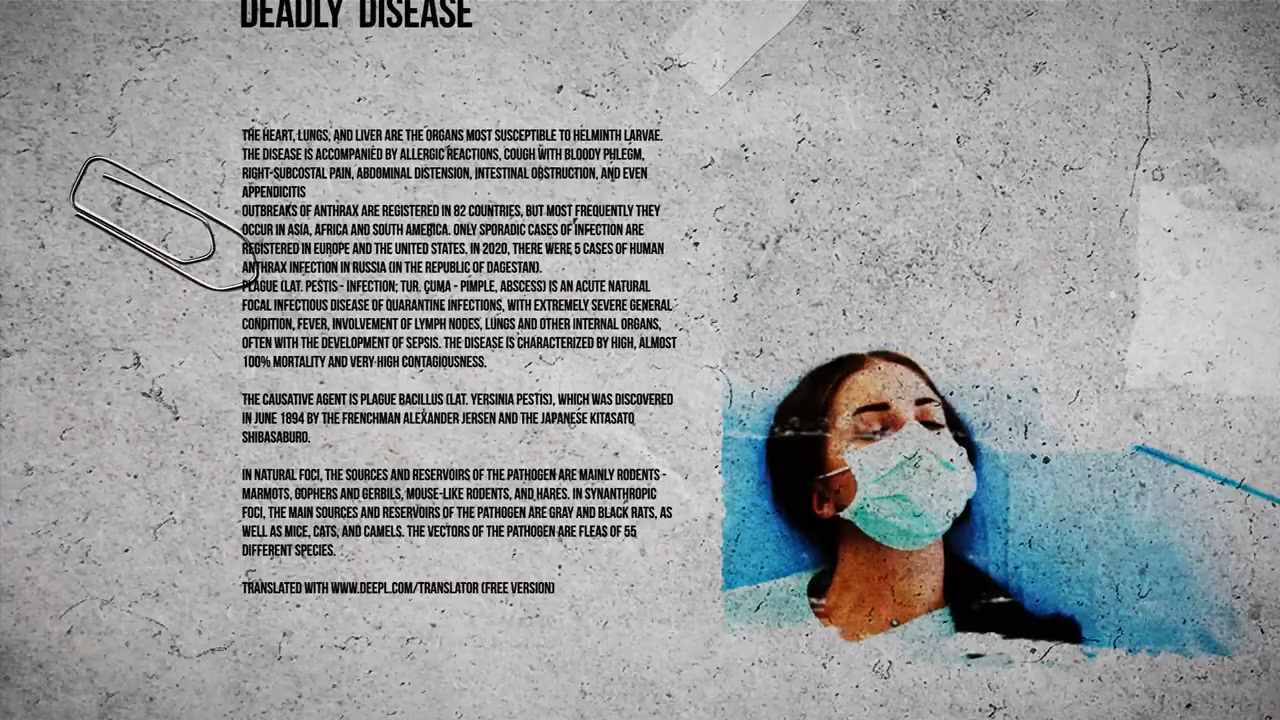 DEADLY DISEASE
THE HEART, LUNGS, AND LIVER ARE THE ORGANS MOST SUSCEPTIBLE TO HELMINTH LARVAE.
THE DISEASE IS ACCOMPANIED BY ALLERGIC REACTIONS, COUGH WITH BLOODY PHLEGM,
RIGHT-SUBCOSTAL PAIN, ABDOMINAL DISTENSION, INTESTINAL OBSTRUCTION, AND EVEN
APPENDICITIS
OUTBREAKS OF ANTHRAX ARE REGISTERED IN 82 COUNTRIES, BUT MOST FREQUENTLY THEY
OCCUR IN ASIA, AFRICA AND SOUTH AMERICA. ONLY SPORADIC CASES OF INFECTION ARE
REGISTERED IN EUROPE AND THE UNITED STATES. IN 2020, THERE WERE 5 CASES OF HUMAN
ANTHRAX INFECTION IN RUSSIA (IN THE REPUBLIC OF DAGESTAN).
PLAGUE (LAT. PESTIS - INFECTION; TUR. ÇUMA - PIMPLE, ABSCESS) IS AN ACUTE NATURAL
FOCAL INFECTIOUS DISEASE OF QUARANTINE INFECTIONS, WITH EXTREMELY SEVERE GENERAL
CONDITION, FEVER, INVOLVEMENT OF LYMPH NODES, LUNGS AND OTHER INTERNAL ORGANS,
OFTEN WITH THE DEVELOPMENT OF SEPSIS. THE DISEASE IS CHARACTERIZED BY HIGH, ALMOST
100% MORTALITY AND VERY HIGH CONTAGIOUSNESS.
THE CAUSATIVE AGENT IS PLAGUE BACILLUS (LAT. YERSINIA PESTIS), WHICH WAS DISCOVERED
IN JUNE 1894 BY THE FRENCHMAN ALEXANDER JERSEN AND THE JAPANESE KITASATO
SHIBASABURO.
IN NATURAL FOCI, THE SOURCES AND RESERVOIRS OF THE PATHOGEN ARE MAINLY RODENTS -
MARMOTS, GOPHERS AND GERBILS, MOUSE-LIKE RODENTS, AND HARES. IN SYNANTHROPIC
FOCI, THE MAIN SOURCES AND RESERVOIRS OF THE PATHOGEN ARE GRAY AND BLACK RATS, AS
WELL AS MICE, CATS, AND CAMELS. THE VECTORS OF THE PATHOGEN ARE FLEAS OF 55
DIFFERENT SPECIES.
TRANSLATED WITH WWW.DEEPL.COM/TRANSLATOR (FREE VERSION)